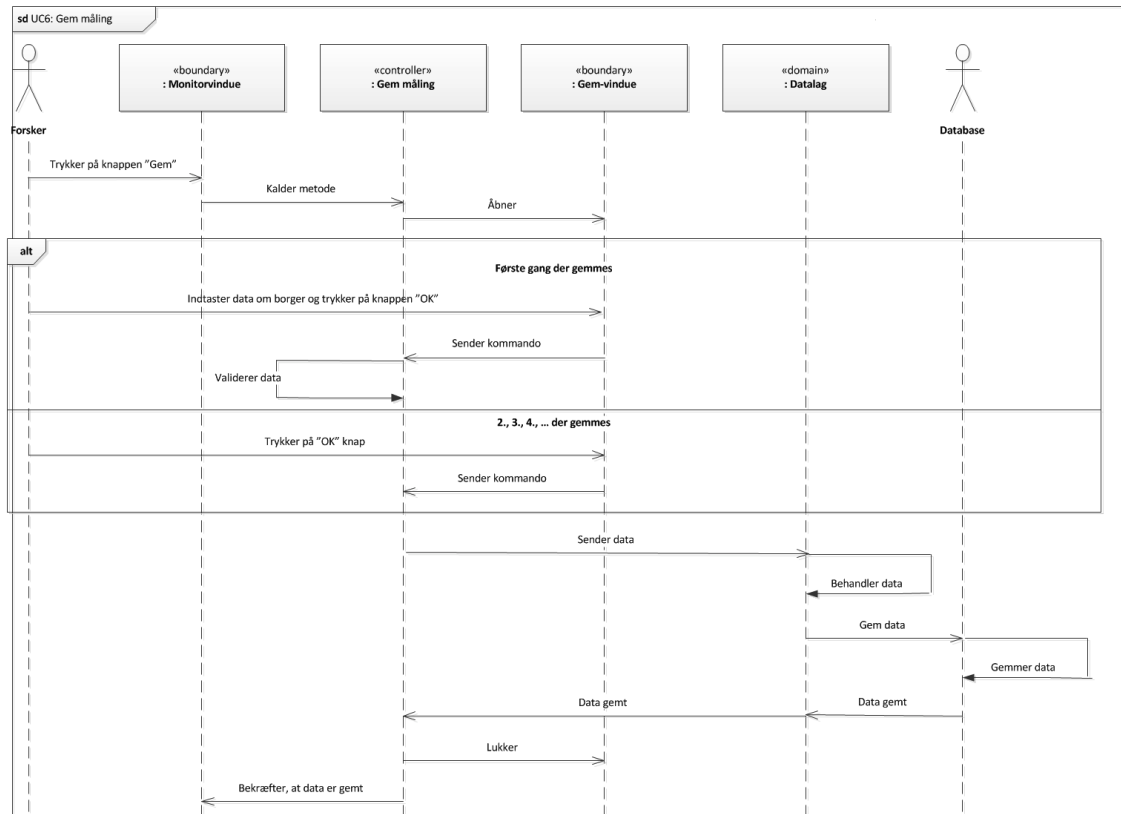 sd UC6: Gem måling
«boundary»
: Monitorvindue
«controller»
: Gem måling
«boundary»
: Gem-vindue
«domain»
: Datalag
Forsker
Database
Trykker på knappen ”Gem”
Kalder metode
Åbner
alt
Første gang der gemmes
Indtaster data om borger og trykker på knappen ”OK”
Sender kommando
Validerer data
2., 3., 4., ... der gemmes
Trykker på ”OK” knap
Sender kommando
Sender data
Behandler data
Gem data
Gemmer data
Data gemt
Data gemt
Lukker
Bekræfter, at data er gemt